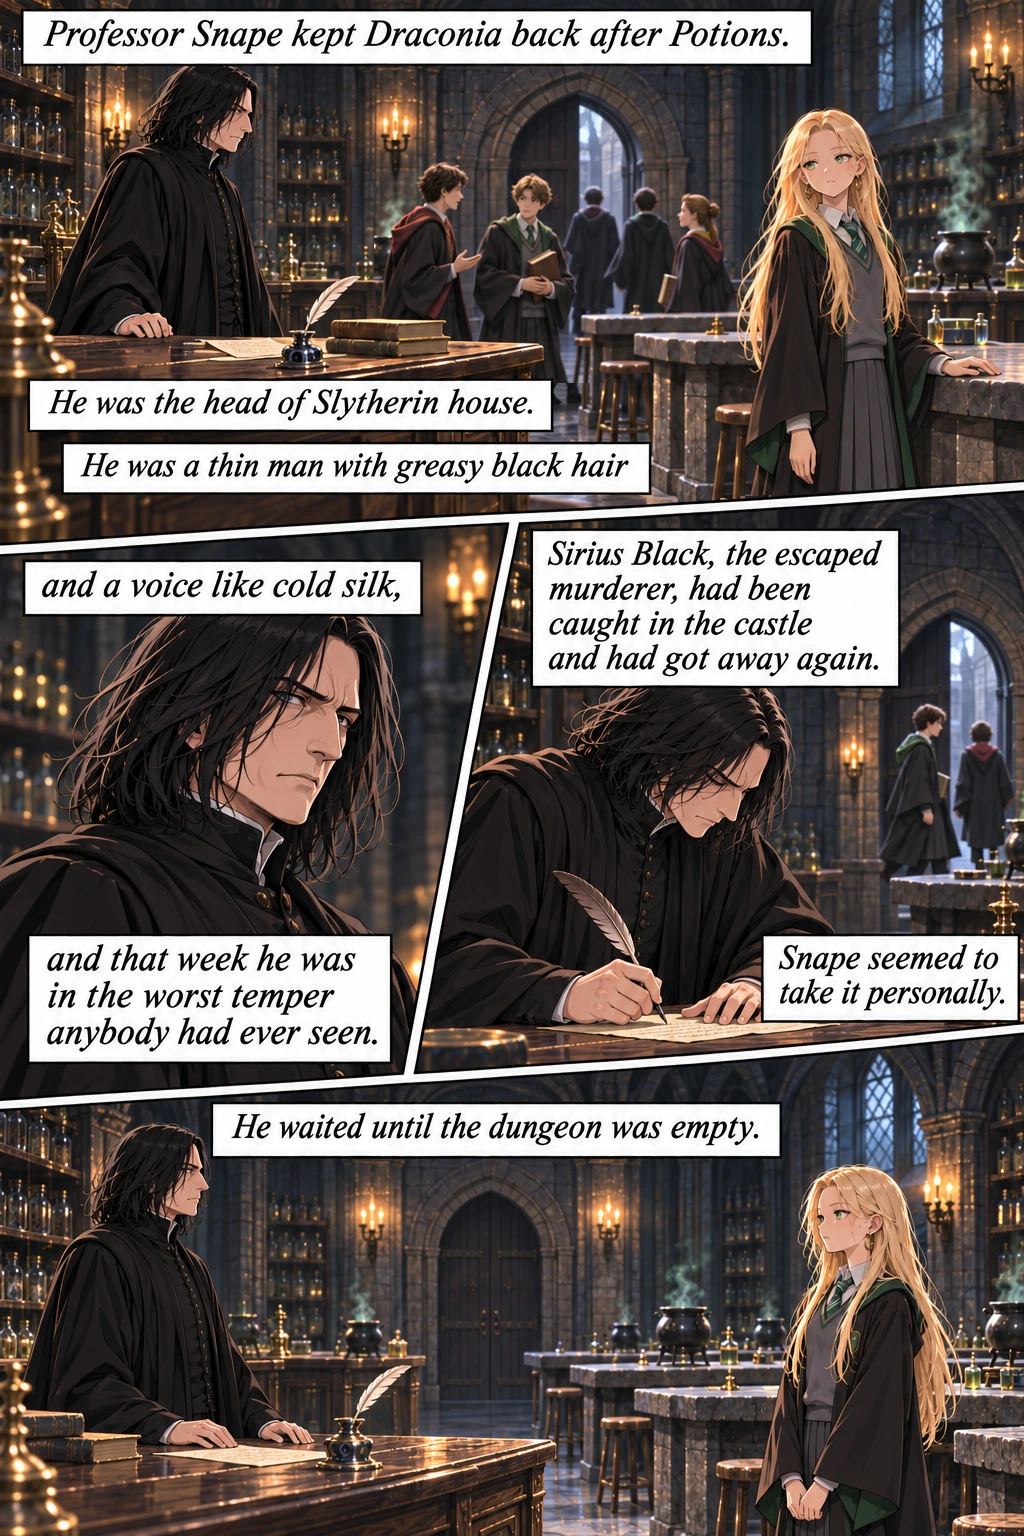 Professor Snape kept Draconia back after Potions.
He was the head of Slytherin house.
He was a thin man with greasy black hair
and a voice like cold silk,
and that week he was
in the worst temper
anybody had ever seen.
Sirius Black, the escaped
murderer, had been
caught in the castle
and had got away again.
Snape seemed to
take it personally.
He waited until the dungeon was empty.